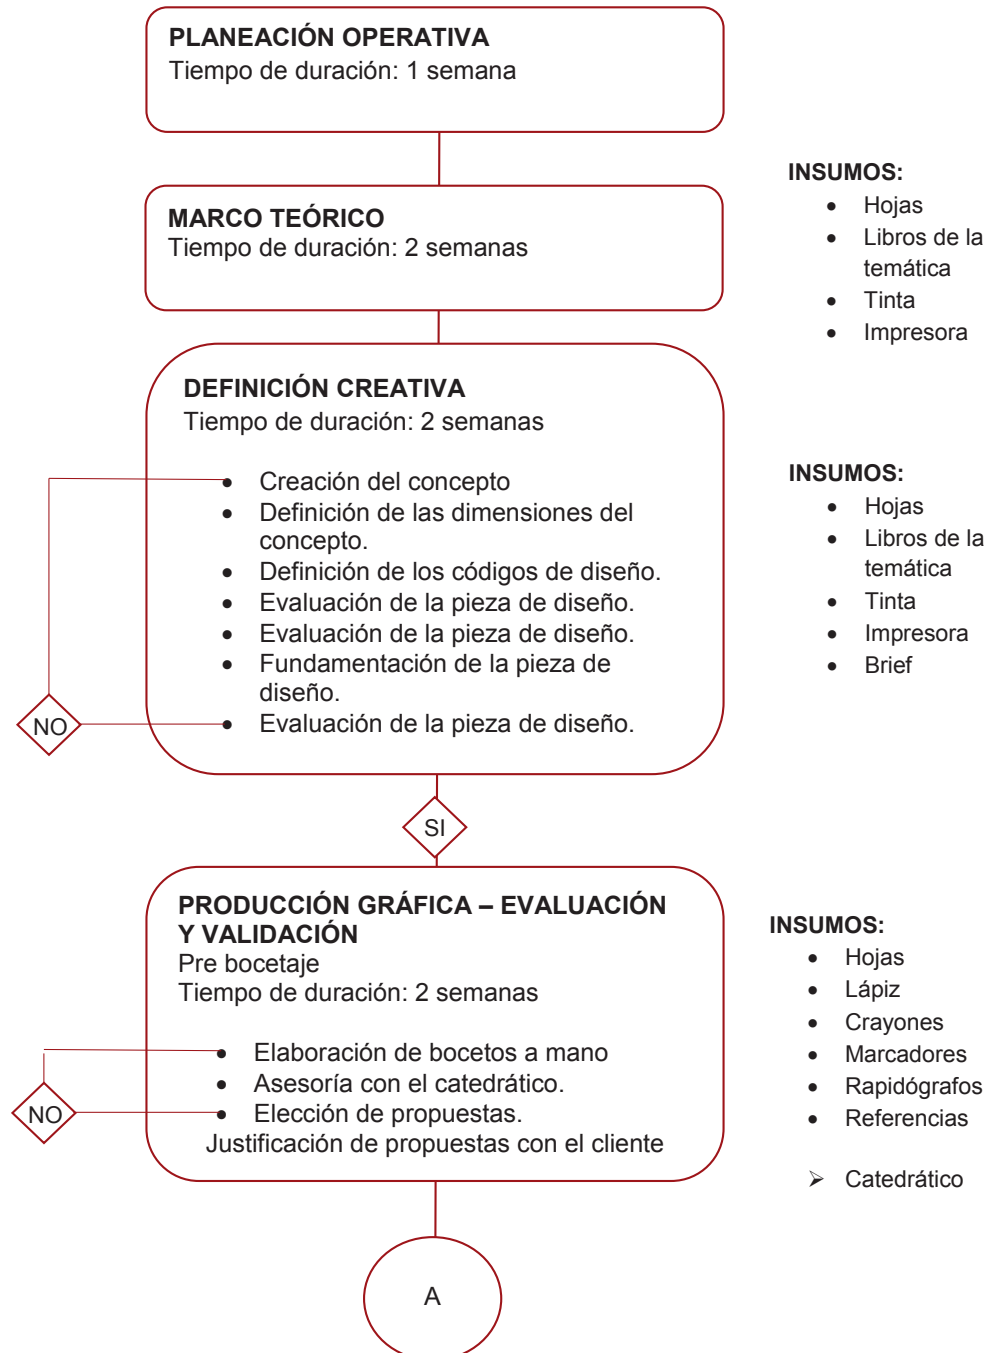 PLANEACIÓN OPERATIVA
Tiempo de duración: 1 semana
MARCO TEÓRICO
Tiempo de duración: 2 semanas
INSUMOS:
• Hojas
• Libros de la
temática
• Tinta
• Impresora
DEFINICIÓN CREATIVA
Tiempo de duración: 2 semanas
• Creación del concepto
• Definición de las dimensiones del
concepto.
• Definición de los códigos de diseño.
• Evaluación de la pieza de diseño.
• Evaluación de la pieza de diseño.
• Fundamentación de la pieza de
diseño.
• Evaluación de la pieza de diseño.
NO
INSUMOS:
• Hojas
• Libros de la
temática
• Tinta
• Impresora
• Brief
SI
PRODUCCIÓN GRÁFICA – EVALUACIÓN
Y VALIDACIÓN
Pre bocetaje
Tiempo de duración: 2 semanas
• Elaboración de bocetos a mano
• Asesoría con el catedrático.
• Elección de propuestas.
Justificación de propuestas con el cliente
NO
INSUMOS:
• Hojas
• Lápiz
• Crayones
• Marcadores
• Rapidógrafos
• Referencias
➢ Catedrático
A